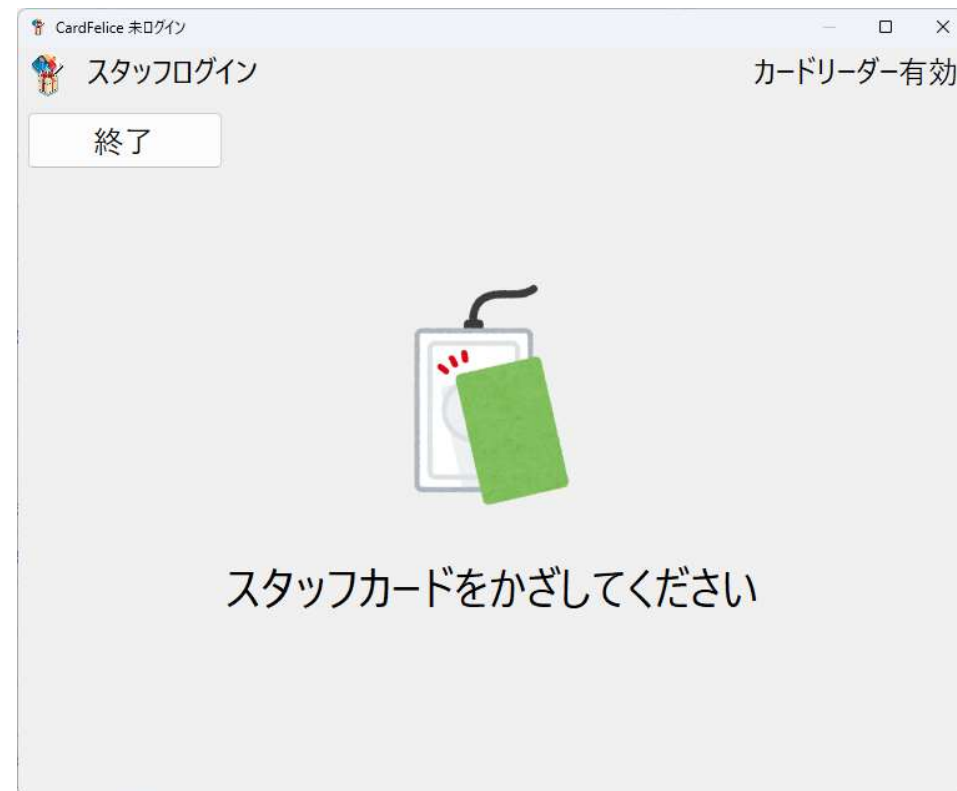 CardFelice 未ログイン
スタッフログイン
カードリーダー有効
終了
スタッフカードをかざしてください